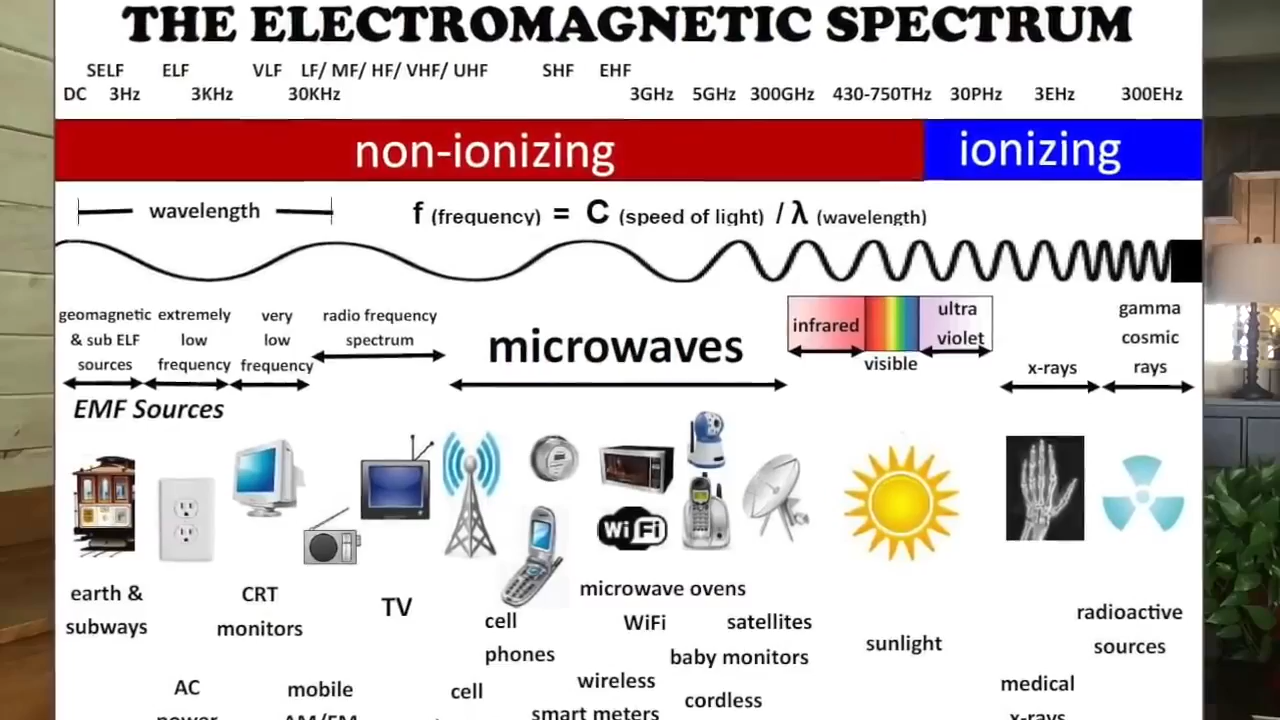 THE ELECTROMAGNETIC SPECTRUM
SELF ELF VLF LF/ MF/ HF/ VHF/ UHF SHF EHF
DC 3Hz 3KHz 30KHz 3GHz 5GHz 300GHz 430-750THz 30PHz 3EHz 300EHz
non-ionizing ionizing
wavelength f (frequency) = C (speed of light) / λ (wavelength)
geomagnetic
& sub ELF
sources
extremely
low
frequency
very
low
frequency
radio frequency
spectrum
microwaves
infrared
visible
ultra
violet
x-rays
gamma
cosmic
rays
EMF Sources
WiFi
earth &
subways
AC
power
CRT
monitors
mobile
AM/FM
TV
cell
phones
cell
microwave ovens
WiFi
wireless
smart meters
satellites
baby monitors
cordless
sunlight
medical
x-rays
radioactive
sources